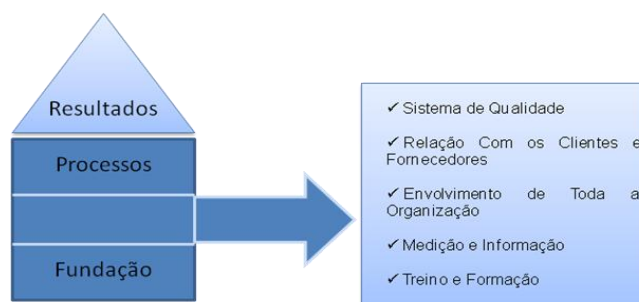 Resultados
Processos
Fundação
✓ Sistema de Qualidade
✓ Relação Com os Clientes e
Fornecedores
✓ Envolvimento de Toda a
Organização
✓ Medição e Informação
✓ Treino e Formação